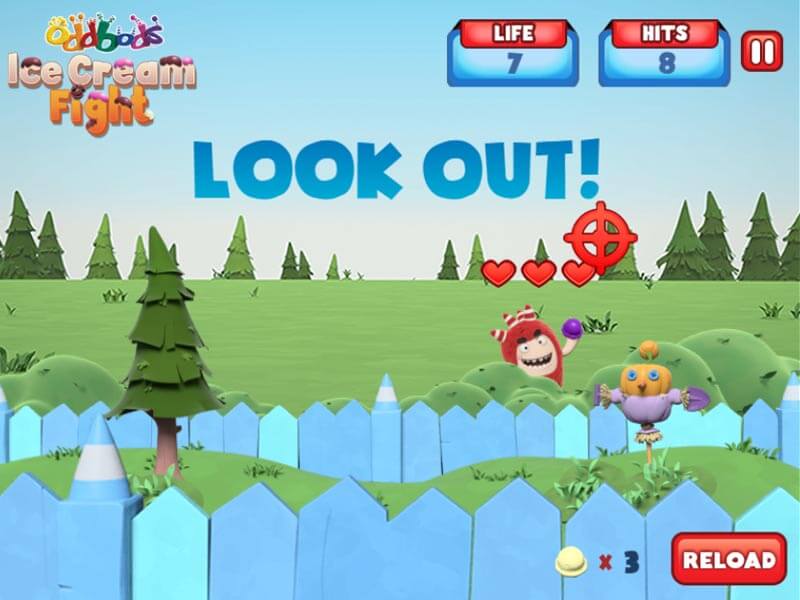 Oddbods
Ice Cream
Fight
LIFE
7
HITS
8
LOOK OUT!
x 3
RELOAD